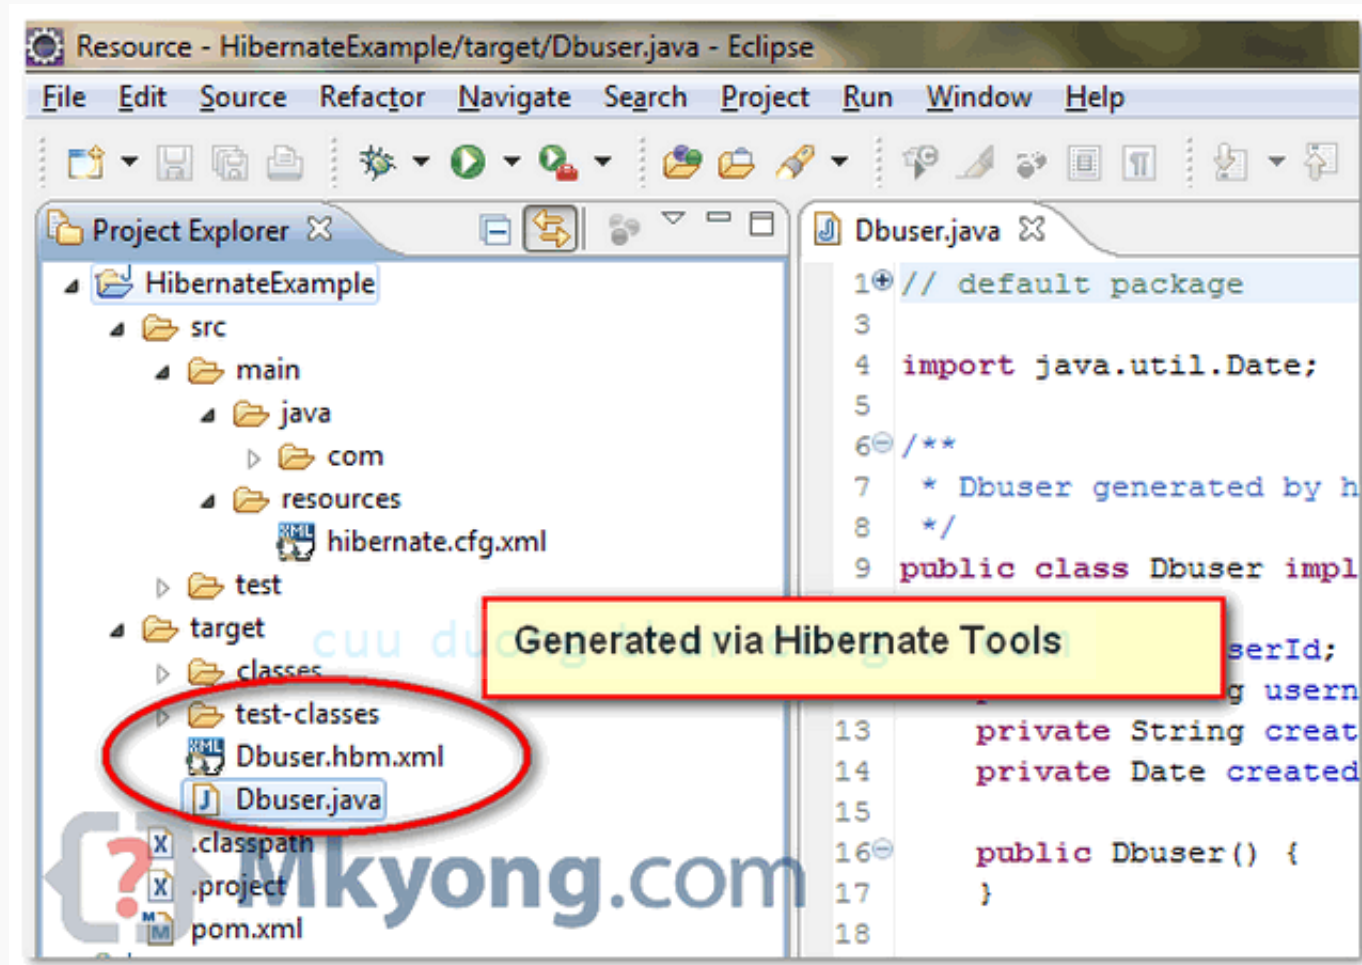 Resource - HibernateExample/target/Dbuser.java - Eclipse
File Edit Source Refactor Navigate Search Project Run Window Help
Project Explorer
HibernateExample
src
main
java
com
resources
hibernate.cfg.xml
test
target
classes
test-classes
Dbuser.hbm.xml
Dbuser.java
.classpath
.project
pom.xml
Dbuser.java
1 // default package
3
4 import java.util.Date;
5
6 /**
7 * Dbuser generated by h
8 */
9 public class Dbuser impl
serId;
g usern
13 private String creat
14 private Date created
15
16 public Dbuser() {
17 }
18
Generated via Hibernate Tools
cuu du
Mkyong.com